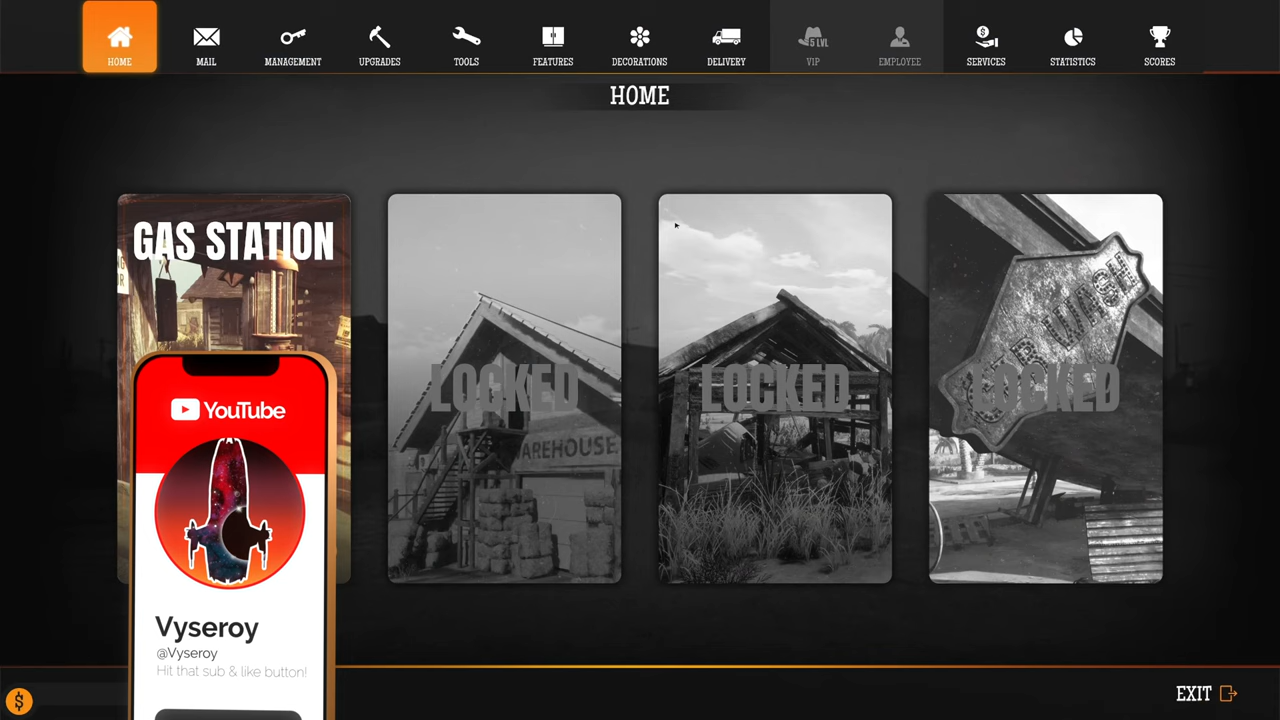 HOME
MAIL
MANAGEMENT
UPGRADES
TOOLS
FEATURES
DECORATIONS
DELIVERY
5 LVL
VIP
EMPLOYEE
SERVICES
STATISTICS
SCORES
HOME
GAS STATION
LOCKED
LOCKED
LOCKED
WAREHOUSE
YouTube
Vyseroy
@Vyseroy
Hit that sub & like button!
$
EXIT